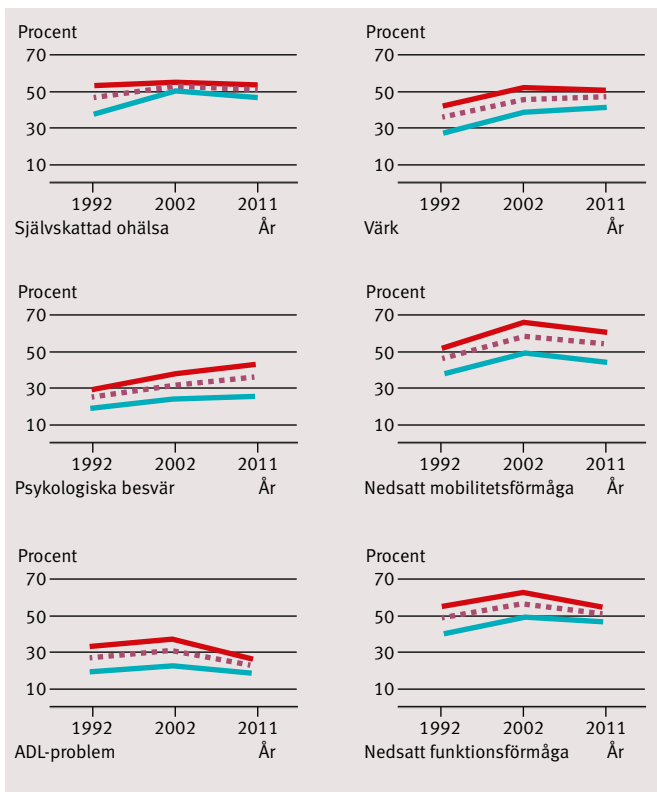 Procent
70
50
30
10
1992 2002 2011
Självskattad ohälsa År
Procent
70
50
30
10
1992 2002 2011
Värk År
Procent
70
50
30
10
1992 2002 2011
Psykologiska besvär År
Procent
70
50
30
10
1992 2002 2011
Nedsatt mobilitetsförmåga År
Procent
70
50
30
10
1992 2002 2011
ADL-problem År
Procent
70
50
30
10
1992 2002 2011
Nedsatt funktionsförmåga År